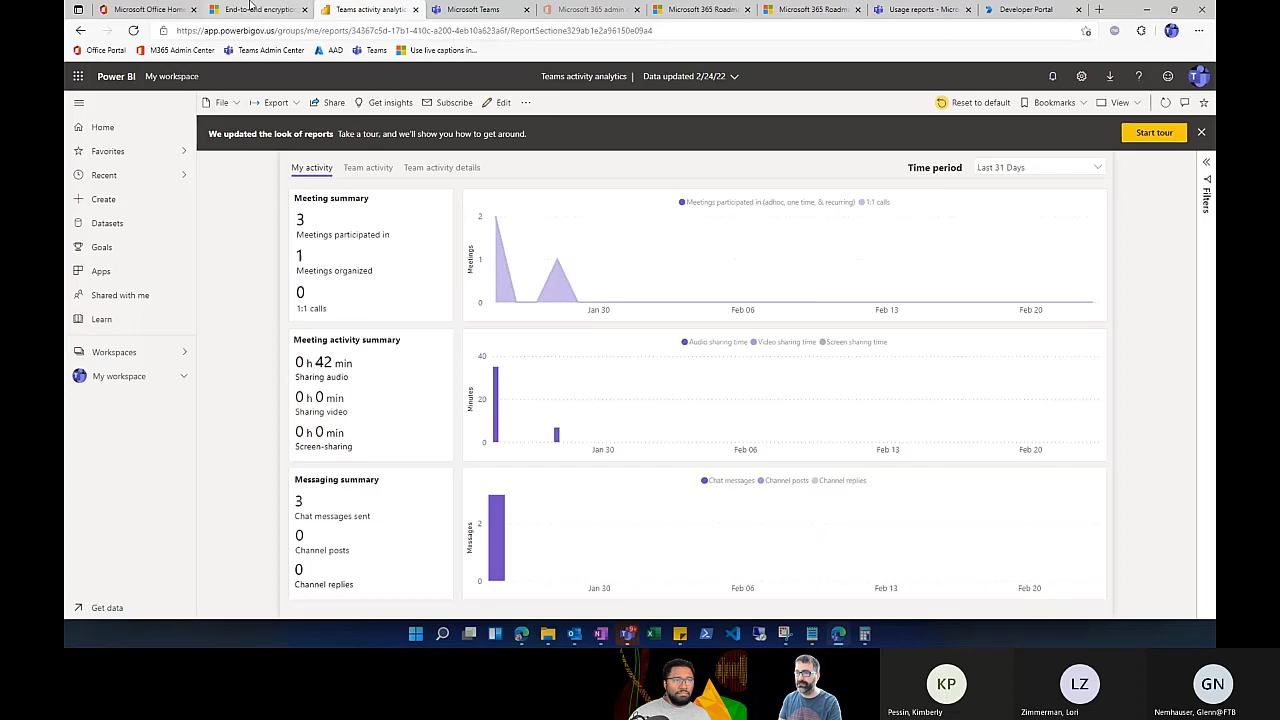 Microsoft Office Home
End-to-end encryption
Teams activity analytic
Microsoft Teams
Microsoft 365 admin
Microsoft 365 Roadm
Microsoft 365 Roadm
Usage reports - Micro
Developer Portal
https://app.powerbigov.us/groups/me/reports/34367c5d-17b1-410c-a200-4eb10a623a6f/ReportSectione329ab1e2a96150e09a4
Office Portal M365 Admin Center Teams Admin Center AAD Teams Use live captions in...
Power BI My workspace Teams activity analytics | Data updated 2/24/22
File Export Share Get insights Subscribe Edit ... Reset to default Bookmarks View
We updated the look of reports Take a tour, and we'll show you how to get around. Start tour
Home
Favorites
Recent
Create
Datasets
Goals
Apps
Shared with me
Learn
Workspaces
My workspace
Get data
My activity Team activity Team activity details Time period Last 31 Days
Filters
Meeting summary
3
Meetings participated in
1
Meetings organized
0
1:1 calls
Meetings participated in (adhoc, one time, & recurring) 1:1 calls
Meetings
2
1
0
Jan 30 Feb 06 Feb 13 Feb 20
Meeting activity summary
0 h 42 min
Sharing audio
0 h 0 min
Sharing video
0 h 0 min
Screen-sharing
Audio sharing time Video sharing time Screen sharing time
Minutes
40
20
0
Jan 30 Feb 06 Feb 13 Feb 20
Messaging summary
3
Chat messages sent
0
Channel posts
0
Channel replies
Chat messages Channel posts Channel replies
Messages
2
0
Jan 30 Feb 06 Feb 13 Feb 20
KP LZ GN
Pessin, Kimberly Zimmerman, Lori Nemhauser, Glenn@FTB